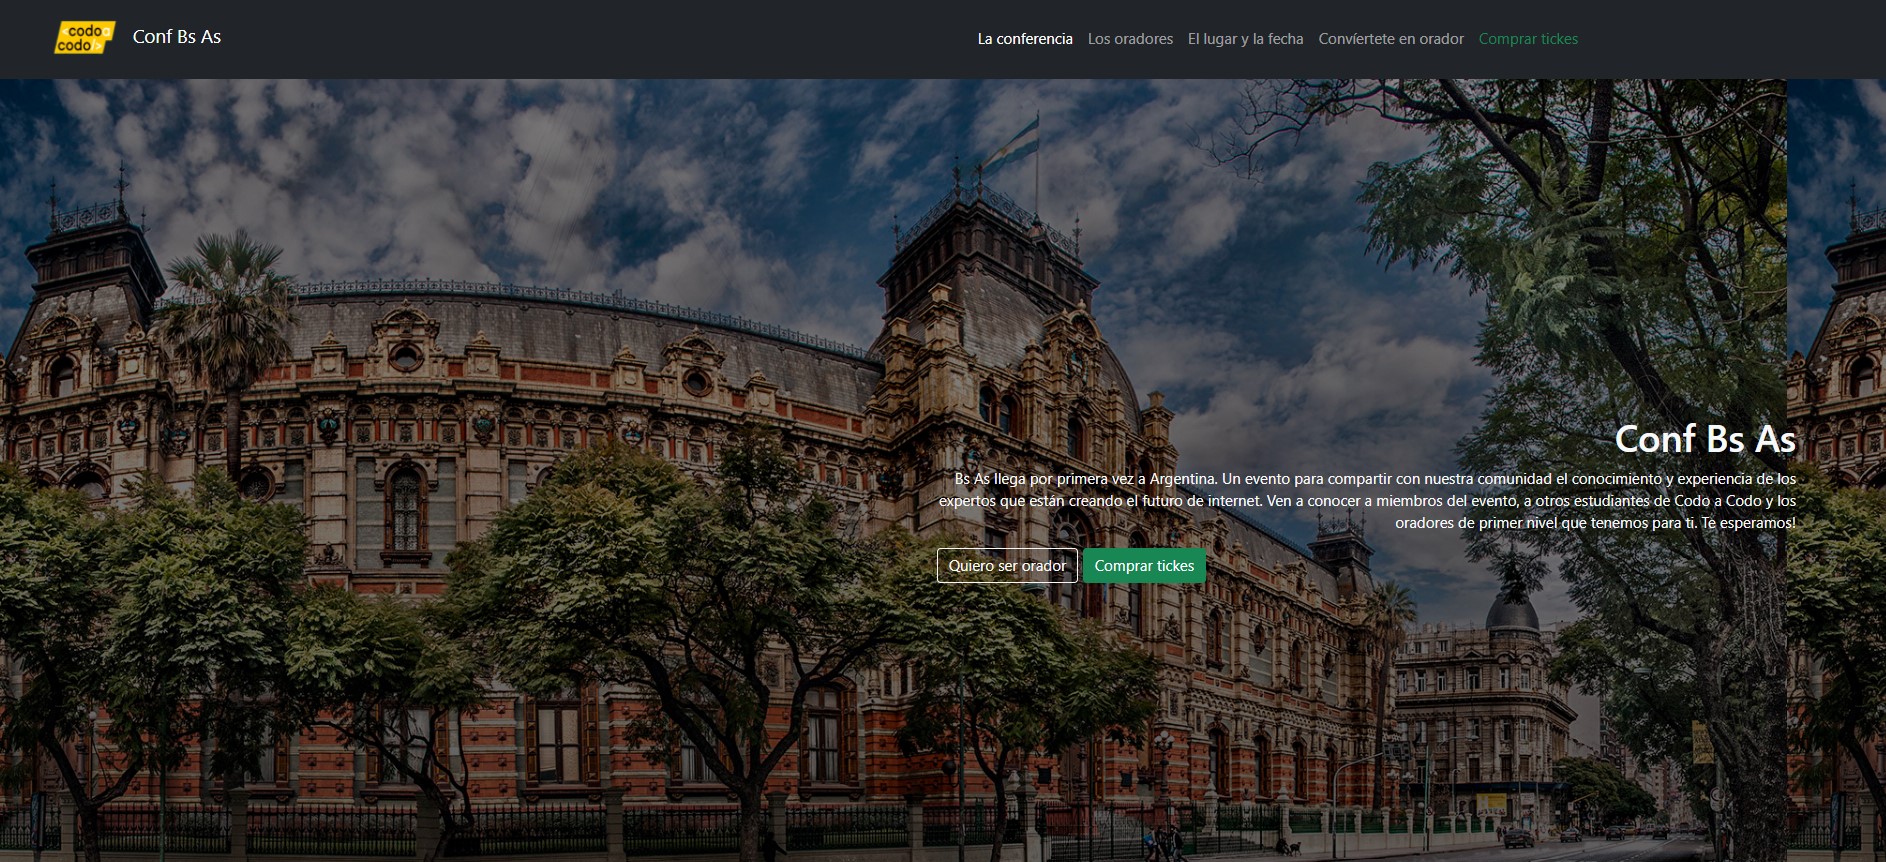 <codo a
codo/>
Conf Bs As
La conferencia
Los oradores
El lugar y la fecha
Convíertete en orador
Comprar tickes
Conf Bs As
Bs As llega por primera vez a Argentina. Un evento para compartir con nuestra comunidad el conocimiento y experiencia de los
expertos que están creando el futuro de internet. Ven a conocer a miembros del evento, a otros estudiantes de Codo a Codo y los
oradores de primer nivel que tenemos para ti. Te esperamos!
Quiero ser orador
Comprar tickes